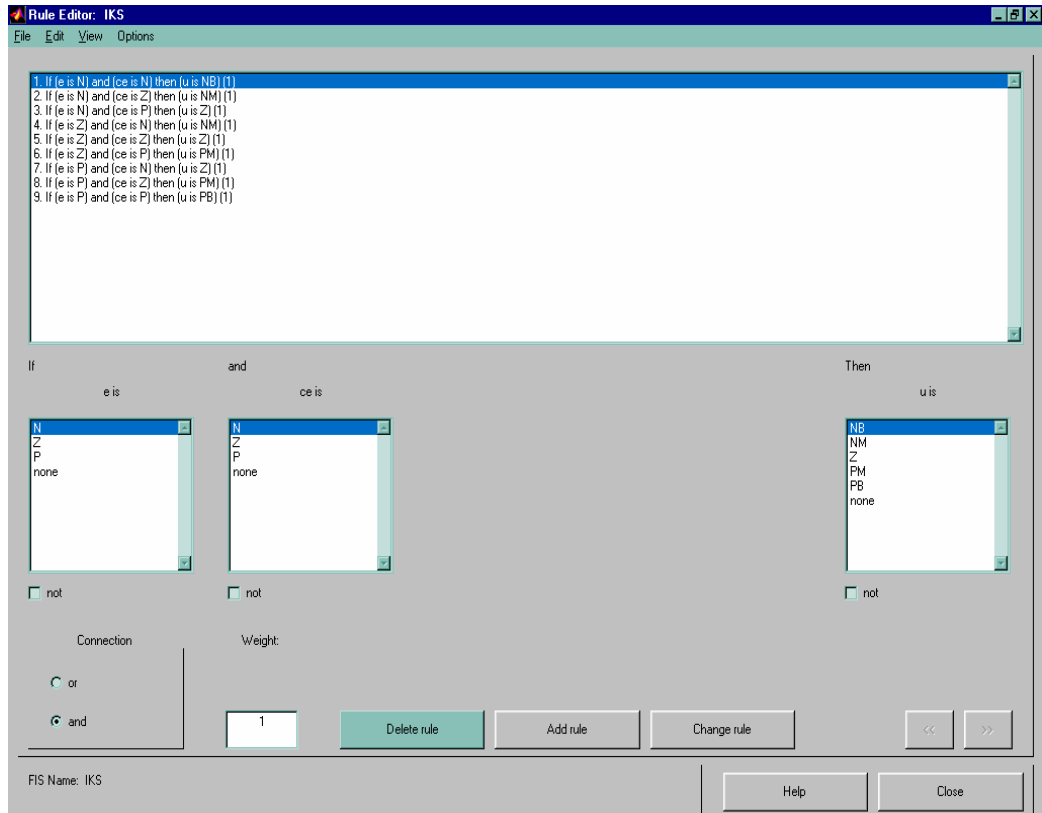 Rule Editor: IKS
File Edit View Options
1. If (e is N) and (ce is N) then (u is NB) (1)
2. If (e is N) and (ce is Z) then (u is NM) (1)
3. If (e is N) and (ce is P) then (u is Z) (1)
4. If (e is Z) and (ce is N) then (u is NM) (1)
5. If (e is Z) and (ce is Z) then (u is Z) (1)
6. If (e is Z) and (ce is P) then (u is PM) (1)
7. If (e is P) and (ce is N) then (u is Z) (1)
8. If (e is P) and (ce is Z) then (u is PM) (1)
9. If (e is P) and (ce is P) then (u is PB) (1)
If and Then
e is ce is u is
N
Z
P
none
N
Z
P
none
NB
NM
Z
PM
PB
none
not not not
Connection Weight:
or
and 1 Delete rule Add rule Change rule << >>
FIS Name: IKS
Help Close